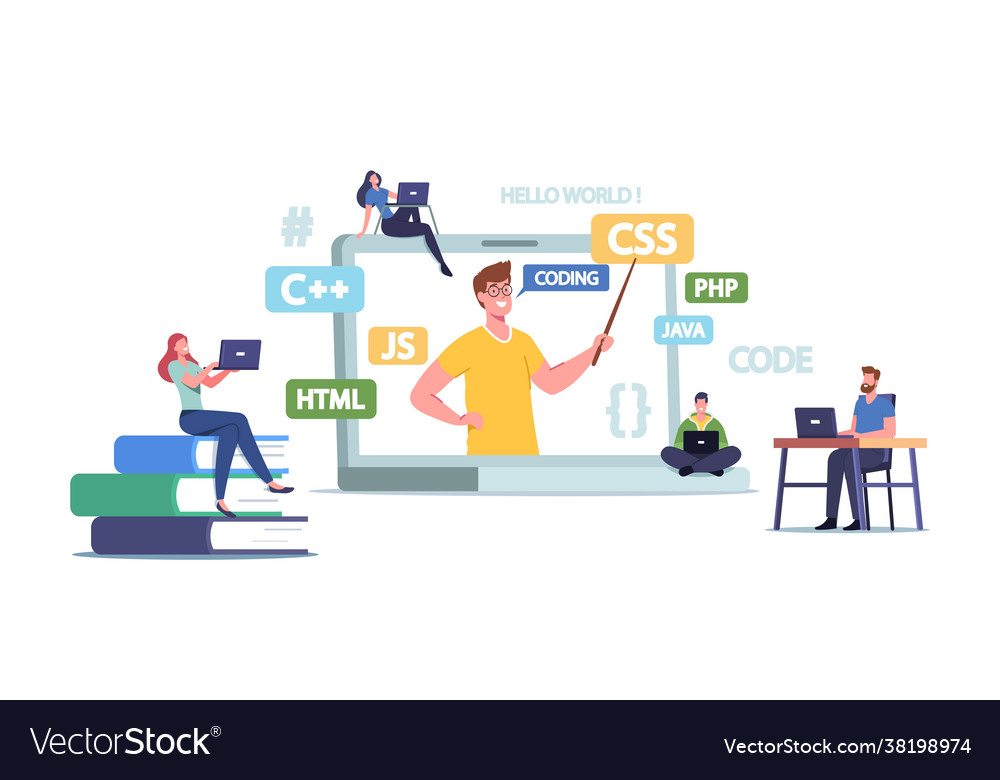 HELLO WORLD !
#
CSS
C++
CODING
PHP
JS
JAVA
CODE
HTML
{}
VectorStock®
VectorStock.com/38198974